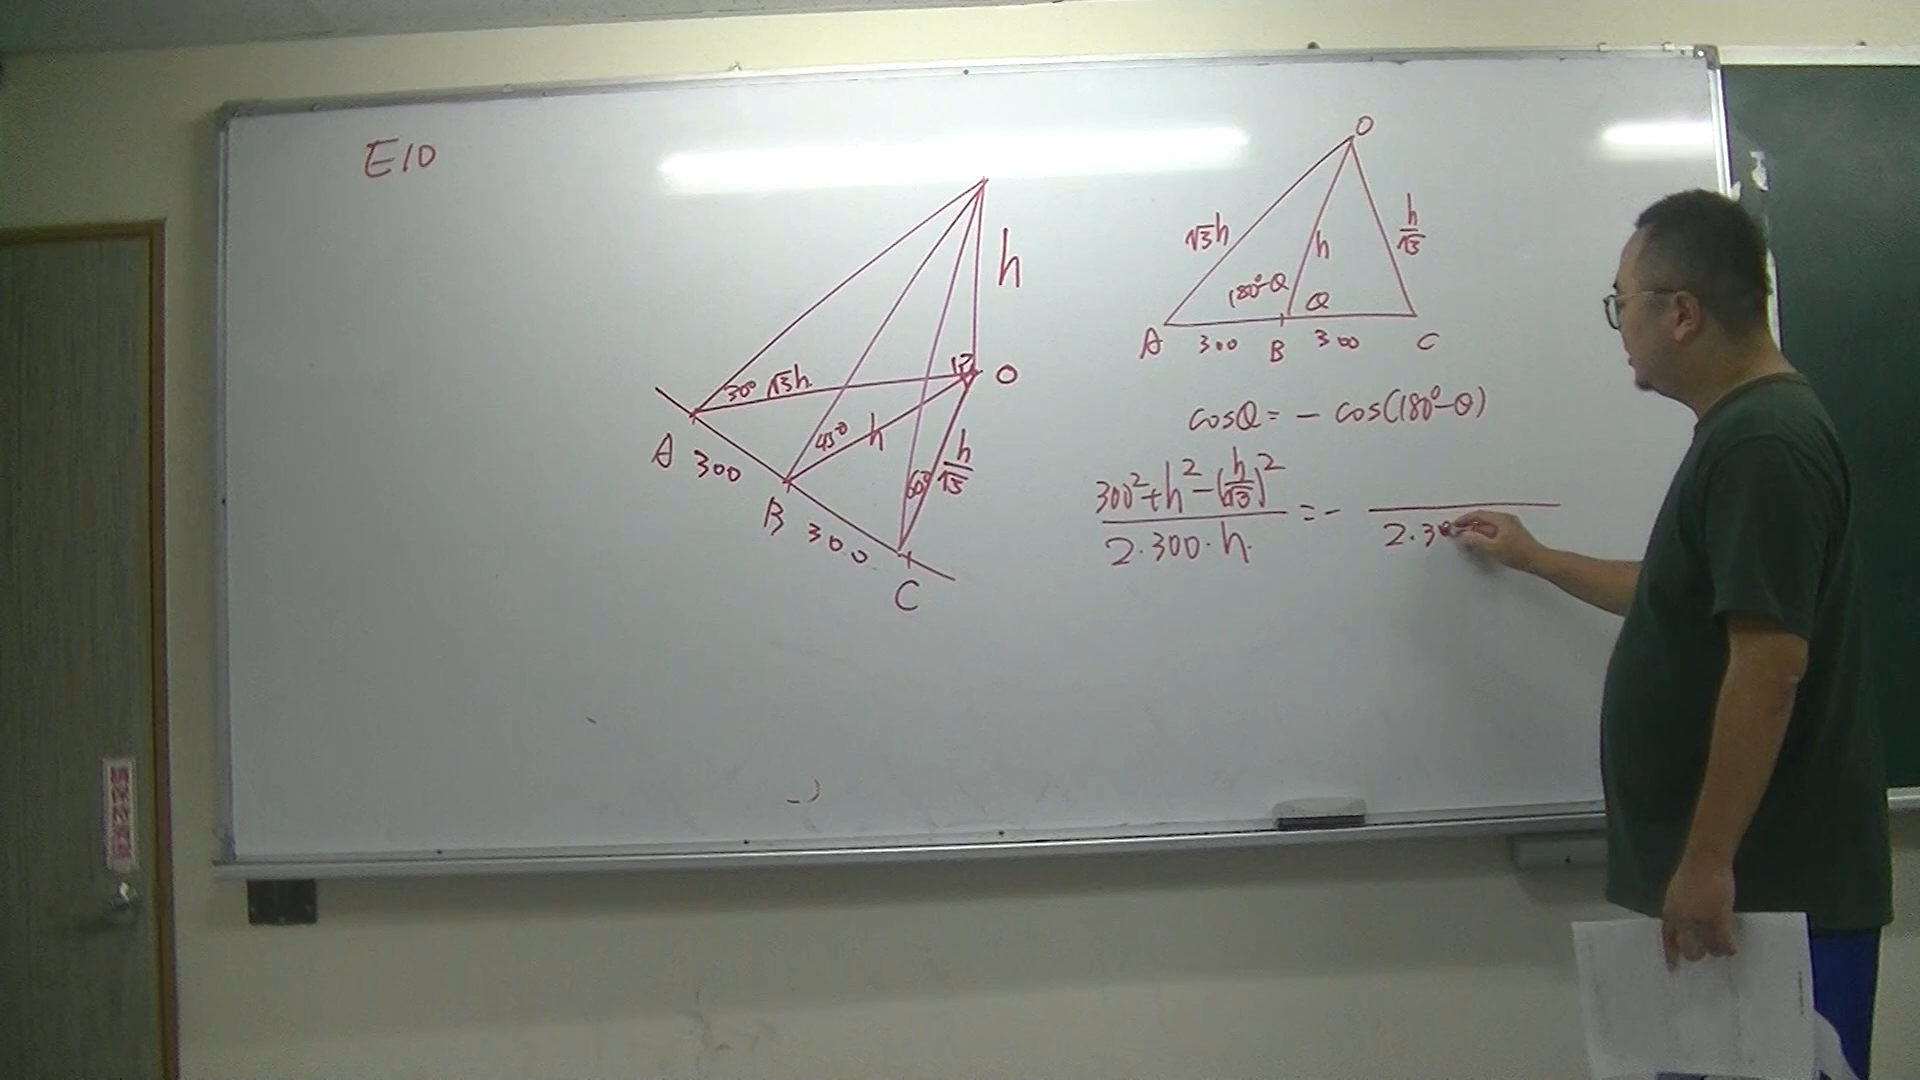 E10
h
30° √3h
O
45° h
60° h/√3
A 300
B 300
C
O
√3h
h
h/√3
180°-θ
θ
A 300 B 300 C
cosθ = - cos(180°-θ)
(300²+h²-(h/√3)²)/(2·300·h) = - /(2·30